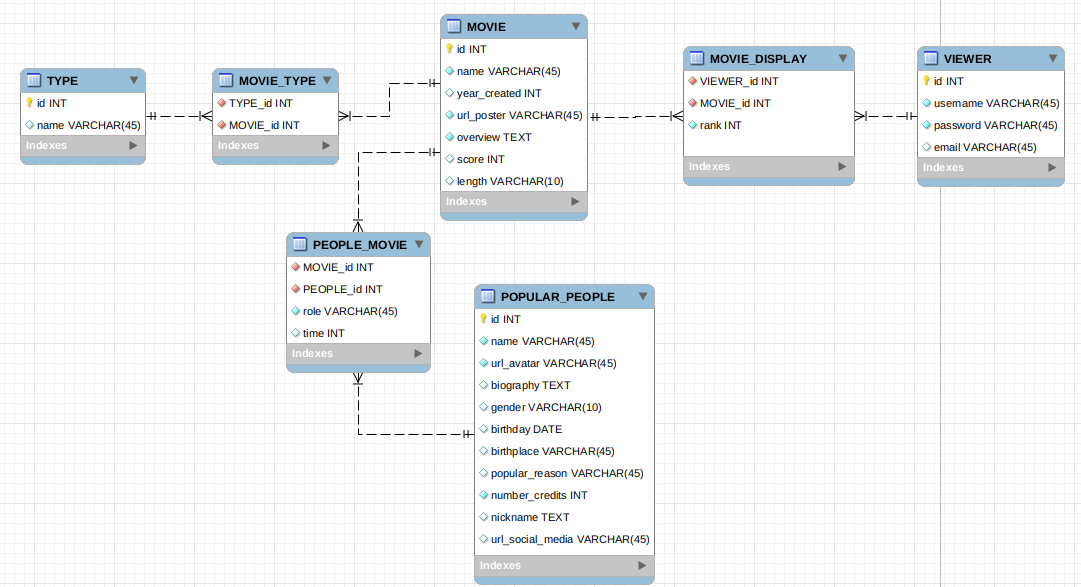 TYPE
id INT
name VARCHAR(45)
Indexes
MOVIE_TYPE
TYPE_id INT
MOVIE_id INT
Indexes
MOVIE
id INT
name VARCHAR(45)
year_created INT
url_poster VARCHAR(45)
overview TEXT
score INT
length VARCHAR(10)
Indexes
MOVIE_DISPLAY
VIEWER_id INT
MOVIE_id INT
rank INT
Indexes
VIEWER
id INT
username VARCHAR(45)
password VARCHAR(45)
email VARCHAR(45)
Indexes
PEOPLE_MOVIE
MOVIE_id INT
PEOPLE_id INT
role VARCHAR(45)
time INT
Indexes
POPULAR_PEOPLE
id INT
name VARCHAR(45)
url_avatar VARCHAR(45)
biography TEXT
gender VARCHAR(10)
birthday DATE
birthplace VARCHAR(45)
popular_reason VARCHAR(45)
number_credits INT
nickname TEXT
url_social_media VARCHAR(45)
Indexes